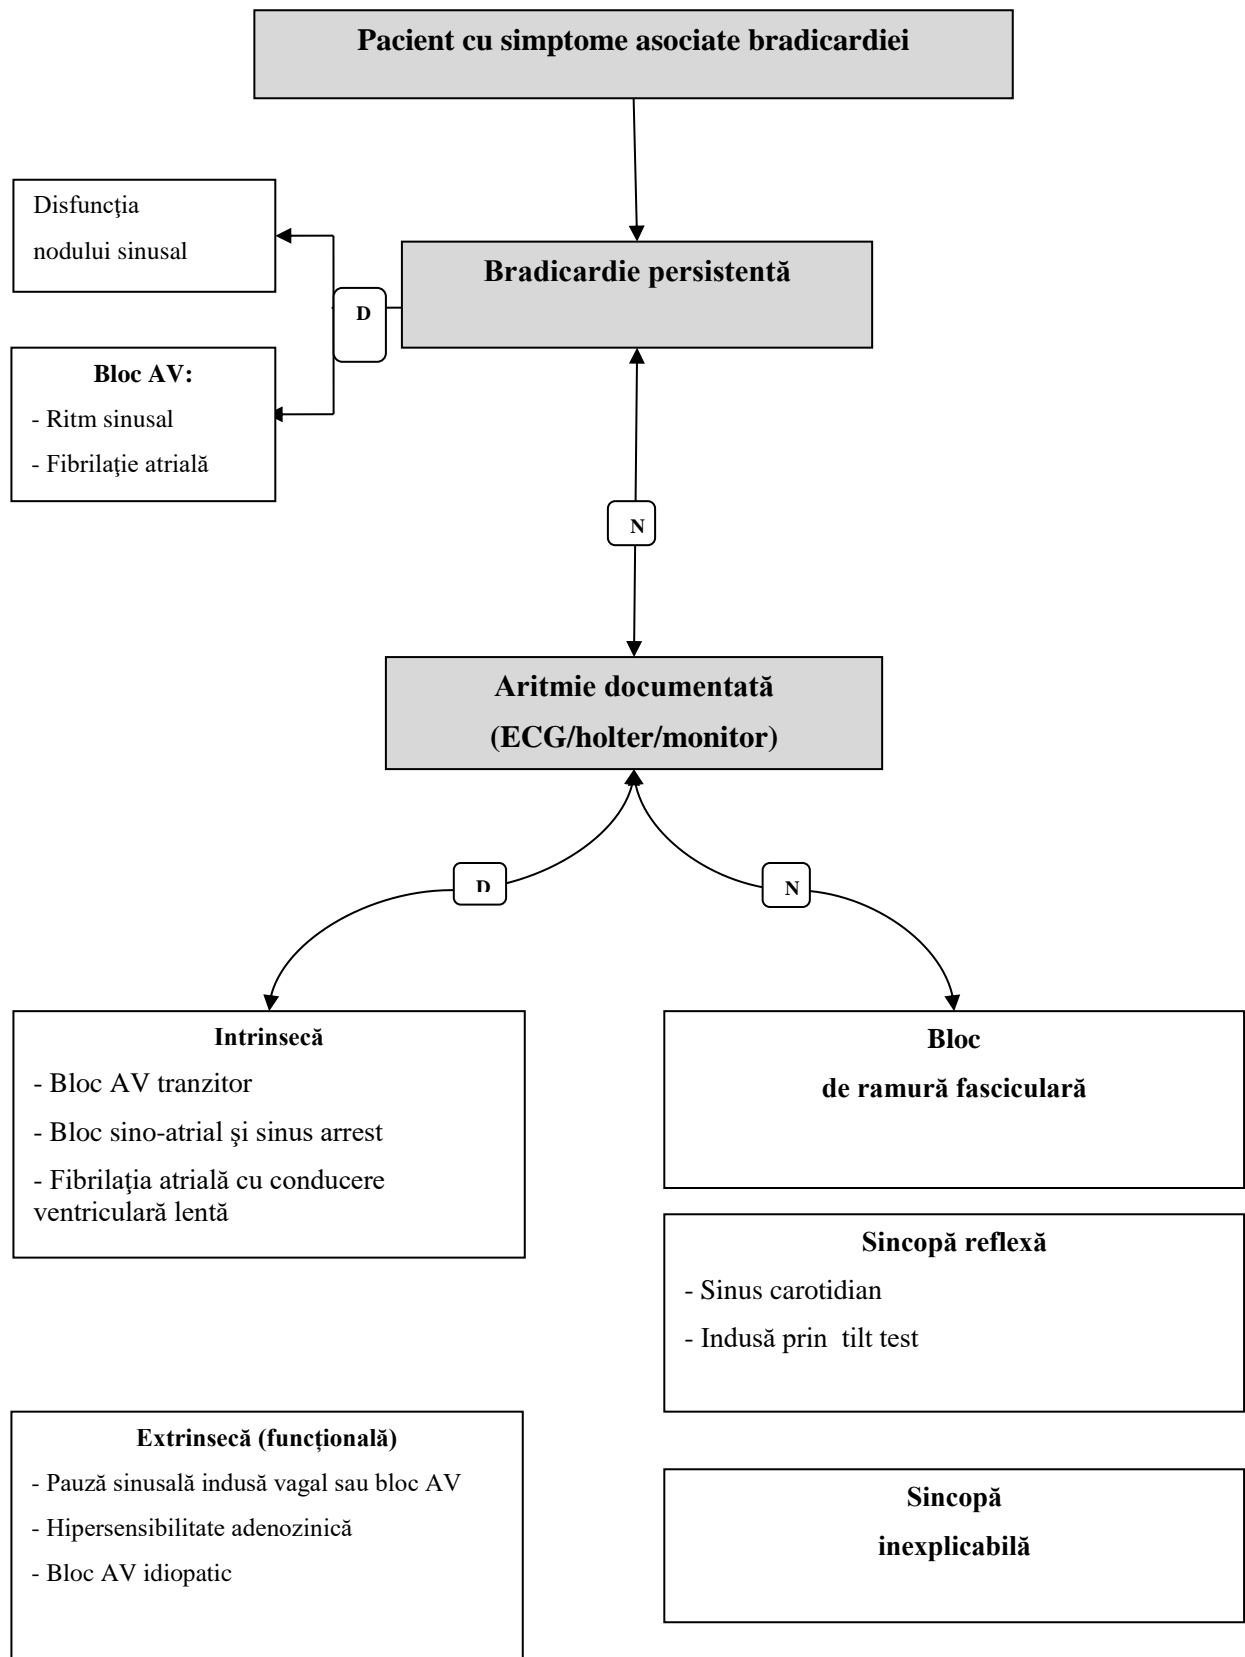 Pacient cu simptome asociate bradicardiei
Disfuncţia
nodului sinusal
Bradicardie persistentă
D
Bloc AV:
- Ritm sinusal
- Fibrilaţie atrială
N
Aritmie documentată
(ECG/holter/monitor)
D
N
Intrinsecă
- Bloc AV tranzitor
- Bloc sino-atrial şi sinus arrest
- Fibrilaţia atrială cu conducere
ventriculară lentă
Bloc
de ramură fasciculară
Sincopă reflexă
- Sinus carotidian
- Indusă prin  tilt test
Extrinsecă (funcțională)
- Pauză sinusală indusă vagal sau bloc AV
- Hipersensibilitate adenozinică
- Bloc AV idiopatic
Sincopă
inexplicabilă